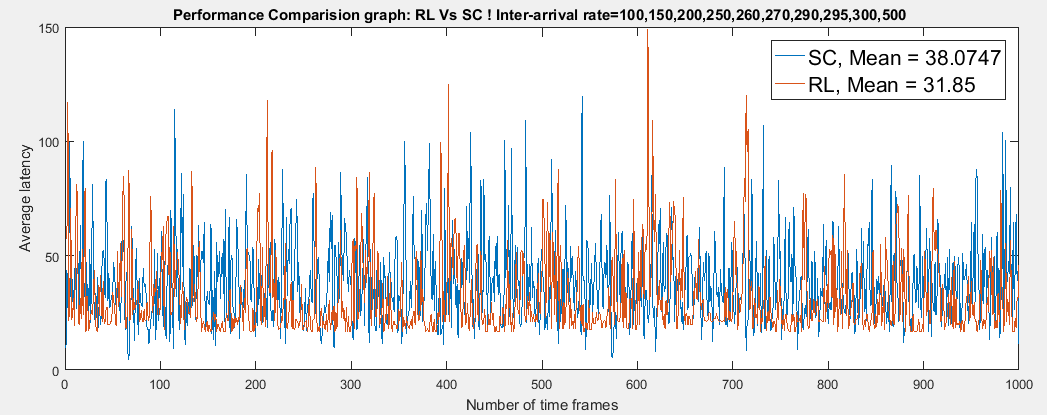 Performance Comparision graph: RL Vs SC ! Inter-arrival rate=100,150,200,250,260,270,290,295,300,500
SC, Mean = 38.0747
RL, Mean = 31.85
Average latency
150
100
50
0
0 100 200 300 400 500 600 700 800 900 1000
Number of time frames